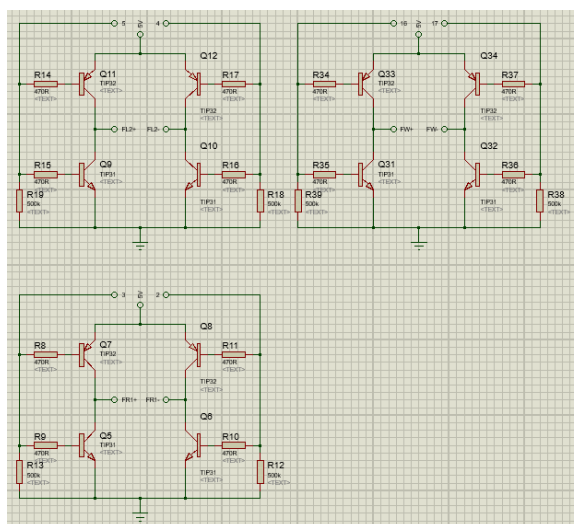 5 5V 4
16 5V 17
Q12
Q34
R14 Q11 R17
R34 Q33 R37
470R TIP32 470R
470R TIP32 470R
<TEXT> <TEXT> <TEXT>
<TEXT> <TEXT> <TEXT>
TIP32
TIP32
<TEXT>
<TEXT>
FL2+ FL2-
FW+ FW-
Q10
Q32
R15 Q9 R16
R35 Q31 R36
470R TIP31 470R
470R TIP31 470R
<TEXT> <TEXT> <TEXT>
<TEXT> <TEXT> <TEXT>
R19 R18
R39 R38
500k TIP31 500k
500k TIP31 500k
<TEXT> <TEXT> <TEXT>
<TEXT> <TEXT> <TEXT>
3 5V 2
Q8
R8 Q7 R11
470R TIP32 470R
<TEXT> <TEXT> <TEXT>
TIP32
<TEXT>
FR1+ FR1-
Q6
R9 Q5 R10
470R TIP31 470R
<TEXT> <TEXT> <TEXT>
R13 R12
500k TIP31 500k
<TEXT> <TEXT> <TEXT>